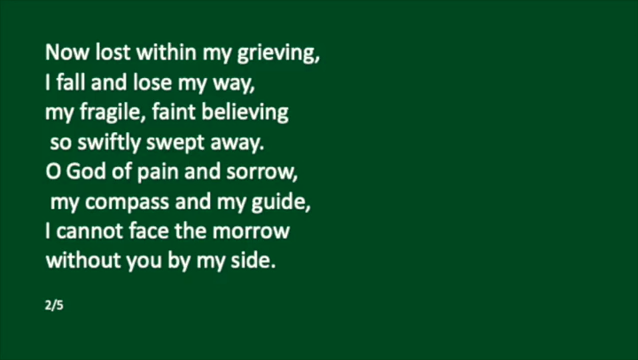 Now lost within my grieving,
I fall and lose my way,
my fragile, faint believing
so swiftly swept away.
O God of pain and sorrow,
my compass and my guide,
I cannot face the morrow
without you by my side.
2/5